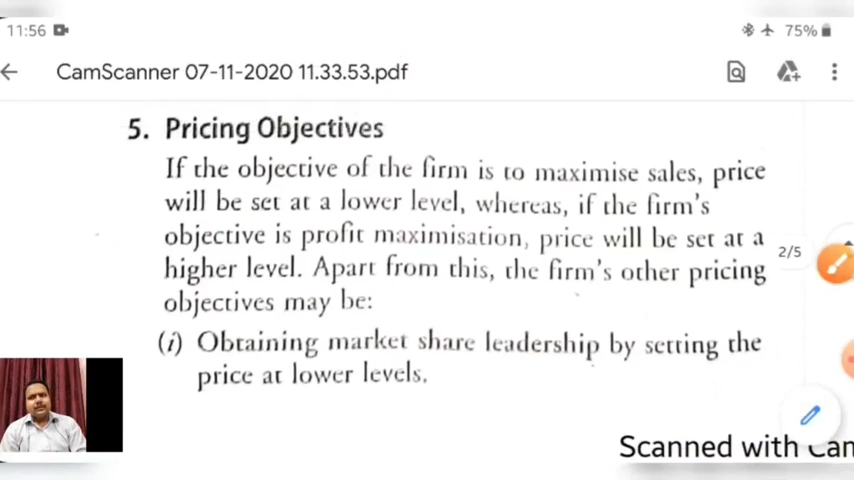 11:56
75%
CamScanner 07-11-2020 11.33.53.pdf
5. Pricing Objectives
If the objective of the firm is to maximise sales, price
will be set at a lower level, whereas, if the firm's
objective is profit maximisation, price will be set at a
higher level. Apart from this, the firm's other pricing
objectives may be:
2/5
(i) Obtaining market share leadership by setting the
price at lower levels.
Scanned with Cam